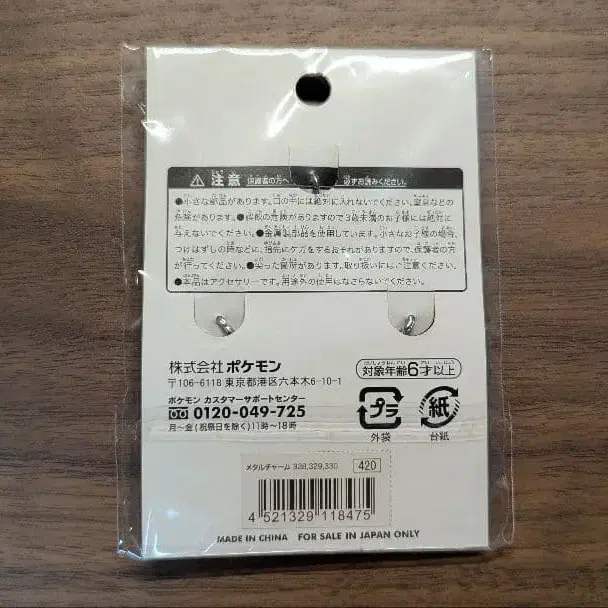 ⚠ 注意 保護者の方へ 必ずお読みください。
●小さな部品があります。口の中には絶対に入れないでください。窒息などの
危険があります。●誤飲の危険がありますので3歳未満のお子様には絶対に
与えないでください。●金属製部品を使用しています。小さなお子様の場合、
つけはずしの時などに、指先にケガをするおそれがありますので、保護者の方
が行ってください。●尖った箇所があります。取り扱いにはご注意ください。
●本品はアクセサリーです。用途外の使用はなさらないでください。
株式会社 ポケモン
〒106-6118 東京都港区六本木6-10-1
ポケモン カスタマーサポートセンター
0120-049-725
月〜金(祝祭日を除く)11時〜18時
対象年齢6才以上
プラ
外袋
紙
台紙
メタルチャーム 328,329,330
420
4 521329 118475
MADE IN CHINA FOR SALE IN JAPAN ONLY